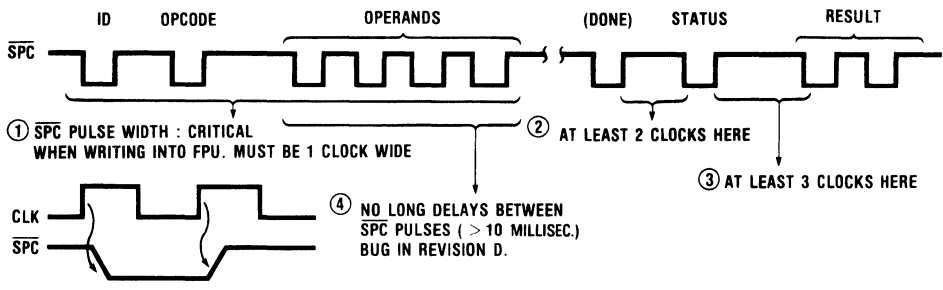 ID OPCODE OPERANDS (DONE) STATUS RESULT
SPC
① SPC PULSE WIDTH : CRITICAL
WHEN WRITING INTO FPU. MUST BE 1 CLOCK WIDE
② AT LEAST 2 CLOCKS HERE
③ AT LEAST 3 CLOCKS HERE
④ NO LONG DELAYS BETWEEN
SPC PULSES ( > 10 MILLISEC.)
BUG IN REVISION D.
CLK
SPC